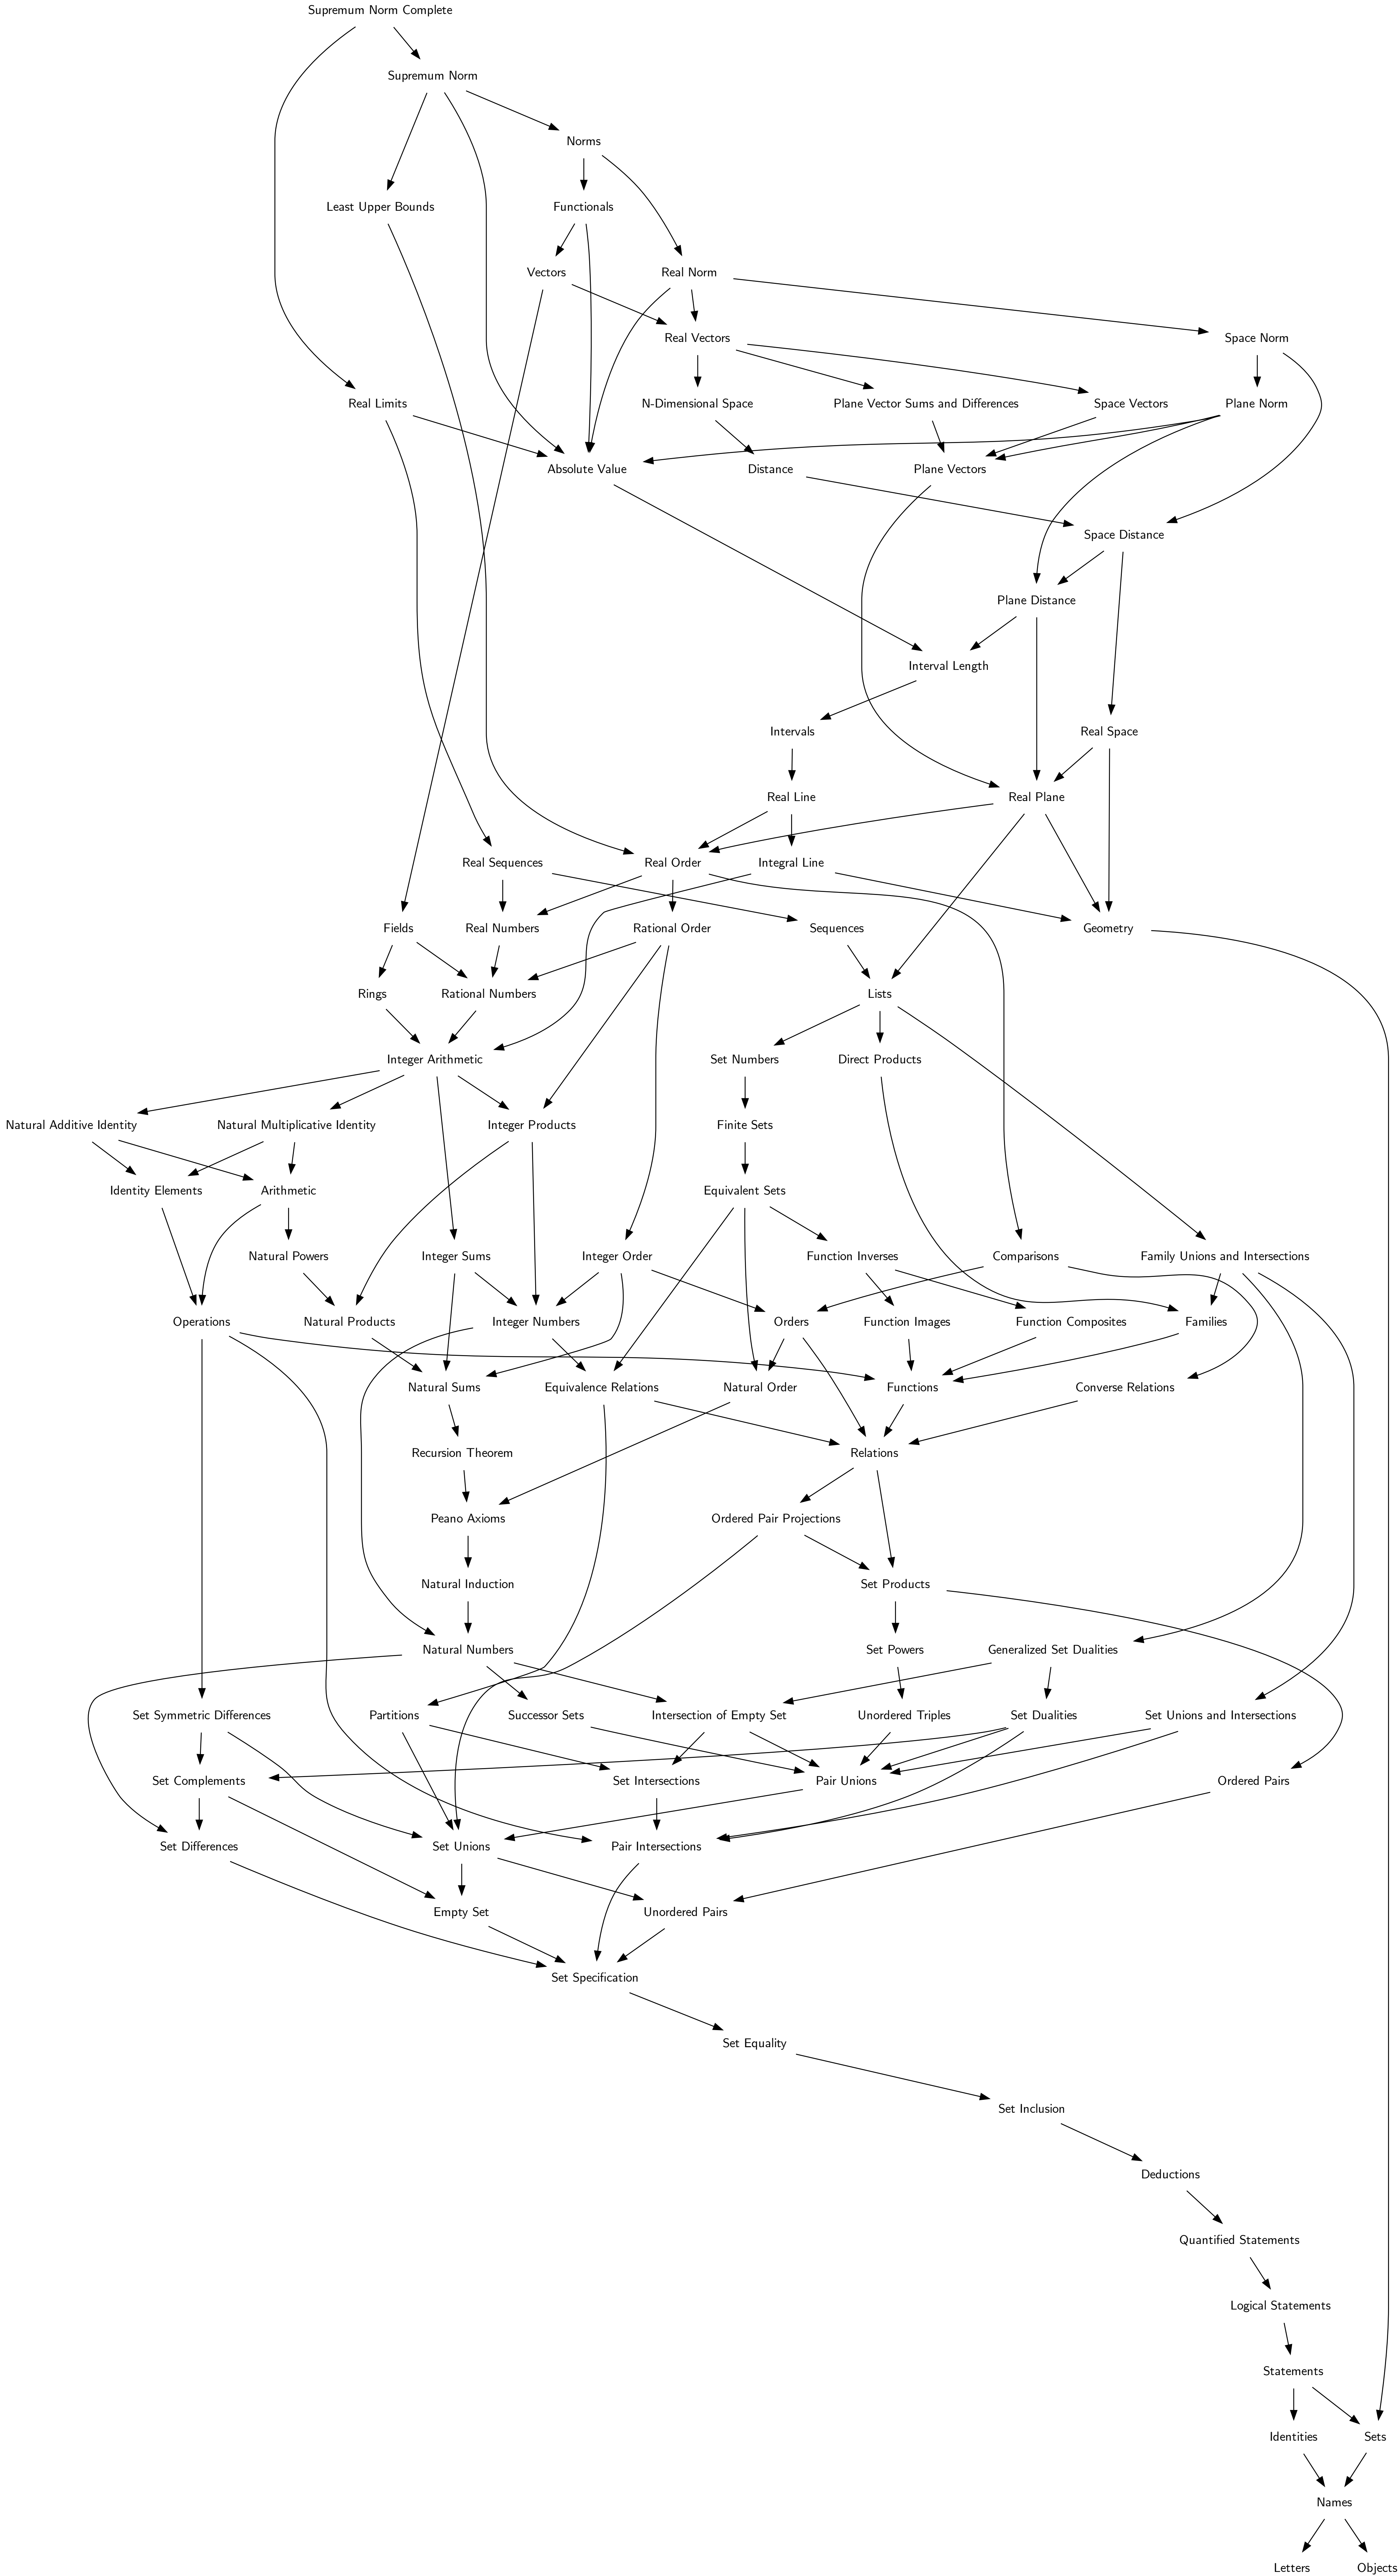 Supremum Norm Complete
Supremum Norm
Norms
Least Upper Bounds
Functionals
Vectors
Real Norm
Real Vectors
Space Norm
Real Limits
N-Dimensional Space
Plane Vector Sums and Differences
Space Vectors
Plane Norm
Absolute Value
Distance
Plane Vectors
Space Distance
Plane Distance
Interval Length
Intervals
Real Space
Real Line
Real Plane
Real Sequences
Real Order
Integral Line
Fields
Real Numbers
Rational Order
Sequences
Geometry
Rings
Rational Numbers
Lists
Integer Arithmetic
Set Numbers
Direct Products
Natural Additive Identity
Natural Multiplicative Identity
Integer Products
Finite Sets
Identity Elements
Arithmetic
Equivalent Sets
Natural Powers
Integer Sums
Integer Order
Function Inverses
Comparisons
Family Unions and Intersections
Operations
Natural Products
Integer Numbers
Orders
Function Images
Function Composites
Families
Natural Sums
Equivalence Relations
Natural Order
Functions
Converse Relations
Recursion Theorem
Relations
Peano Axioms
Ordered Pair Projections
Natural Induction
Set Products
Natural Numbers
Set Powers
Generalized Set Dualities
Set Symmetric Differences
Partitions
Successor Sets
Intersection of Empty Set
Unordered Triples
Set Dualities
Set Unions and Intersections
Set Complements
Set Intersections
Pair Unions
Ordered Pairs
Set Differences
Set Unions
Pair Intersections
Empty Set
Unordered Pairs
Set Specification
Set Equality
Set Inclusion
Deductions
Quantified Statements
Logical Statements
Statements
Identities
Sets
Names
Letters
Objects